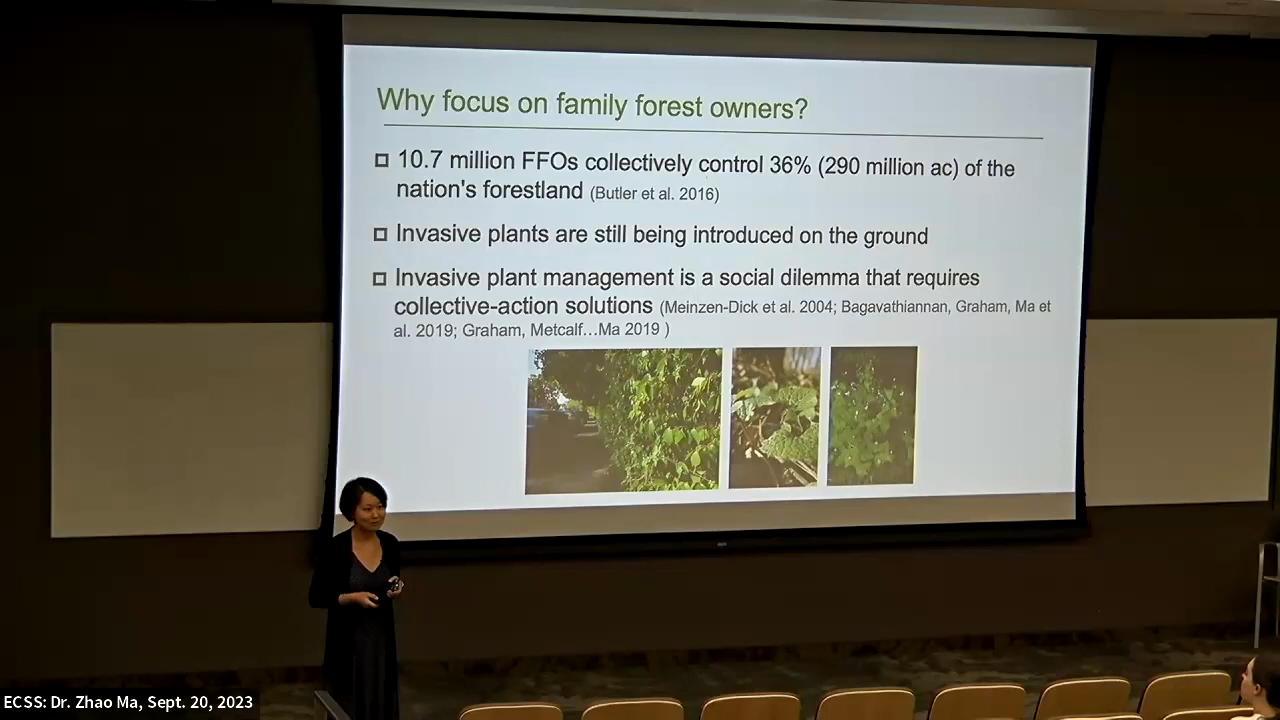 Why focus on family forest owners?
10.7 million FFOs collectively control 36% (290 million ac) of the
nation's forestland (Butler et al. 2016)
Invasive plants are still being introduced on the ground
Invasive plant management is a social dilemma that requires
collective-action solutions (Meinzen-Dick et al. 2004; Bagavathiannan, Graham, Ma et
al. 2019; Graham, Metcalf...Ma 2019 )
ECSS: Dr. Zhao Ma, Sept. 20, 2023